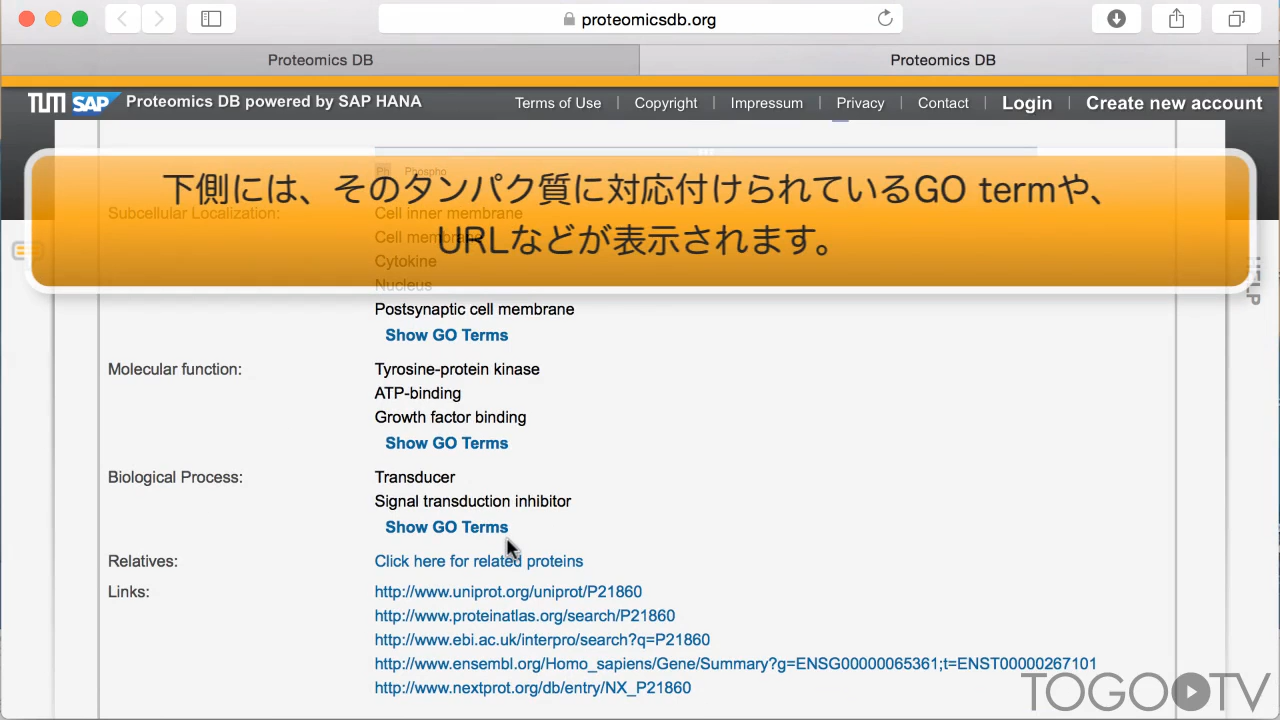 proteomicsdb.org
Proteomics DB
Proteomics DB
TUM SAP Proteomics DB powered by SAP HANA
Terms of Use | Copyright | Impressum | Privacy | Contact | Login | Create new account
Ph Phospho
下側には、そのタンパク質に対応付けられているGO termや、
URLなどが表示されます。
Subcellular Localization: Cell inner membrane
Cell membrane
Cytokine
Nucleus
Postsynaptic cell membrane
Show GO Terms
HELP
Molecular function: Tyrosine-protein kinase
ATP-binding
Growth factor binding
Show GO Terms
Biological Process: Transducer
Signal transduction inhibitor
Show GO Terms
Relatives: Click here for related proteins
Links: http://www.uniprot.org/uniprot/P21860
http://www.proteinatlas.org/search/P21860
http://www.ebi.ac.uk/interpro/search?q=P21860
http://www.ensembl.org/Homo_sapiens/Gene/Summary?g=ENSG00000065361;t=ENST00000267101
http://www.nextprot.org/db/entry/NX_P21860
TOGOTV